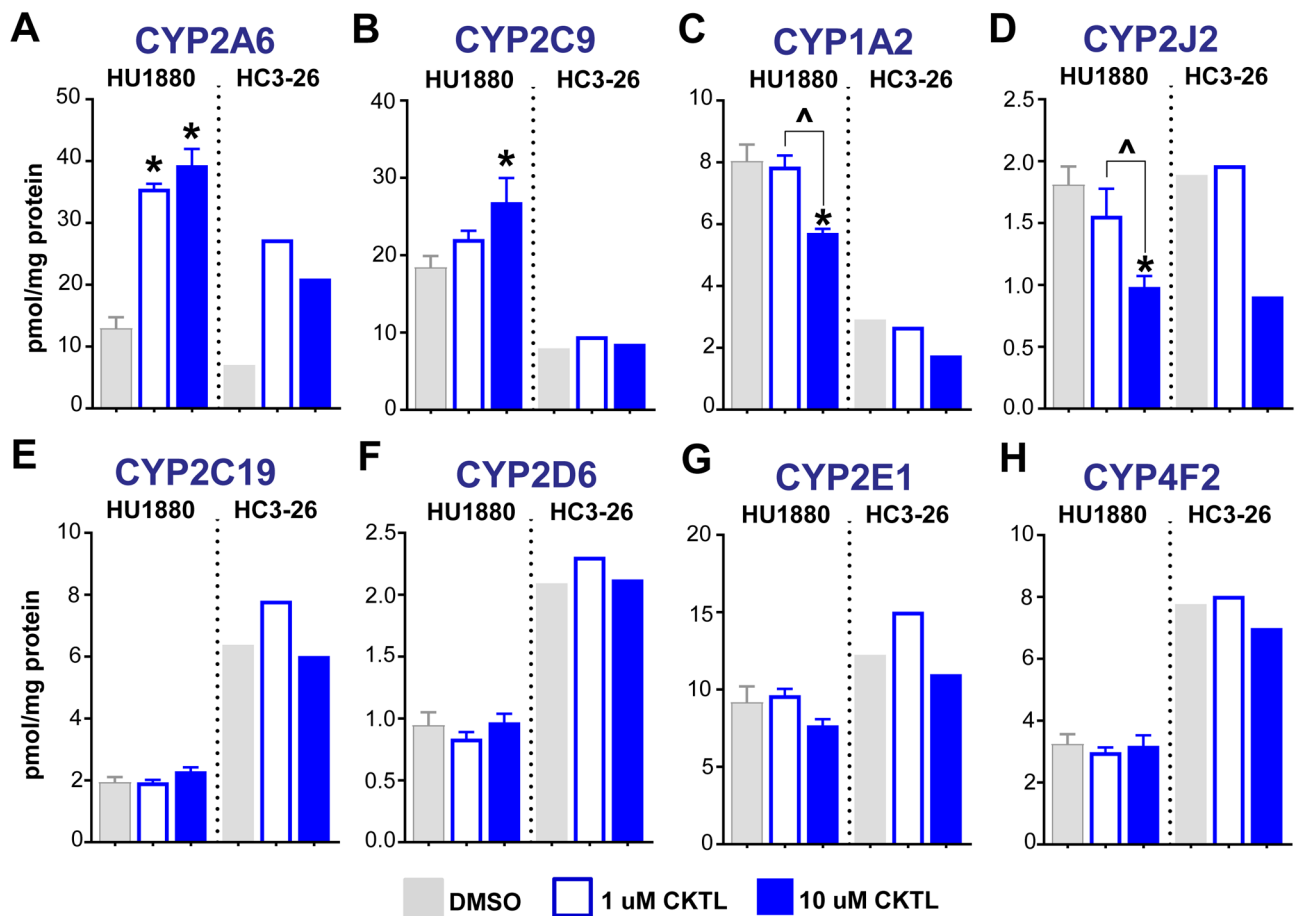 A CYP2A6
HU1880 HC3-26
pmol/mg protein
50
40
30
20
10
0
* *
B CYP2C9
HU1880 HC3-26
40
30
20
10
0
*
C CYP1A2
HU1880 HC3-26
10
8
6
4
2
0
^
*
D CYP2J2
HU1880 HC3-26
2.5
2.0
1.5
1.0
0.5
0.0
^
*
E CYP2C19
HU1880 HC3-26
pmol/mg protein
10
8
6
4
2
0
F CYP2D6
HU1880 HC3-26
2.5
2.0
1.5
1.0
0.5
0.0
G CYP2E1
HU1880 HC3-26
20
15
10
5
0
H CYP4F2
HU1880 HC3-26
10
8
6
4
2
0
DMSO 1 uM CKTL 10 uM CKTL